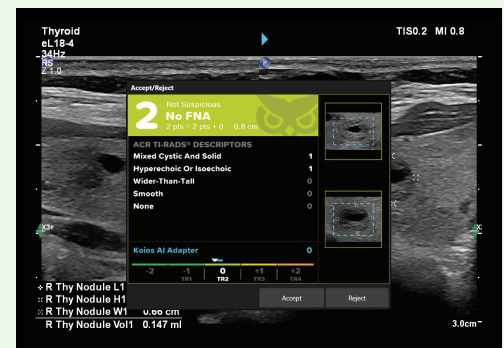 Thyroid
eL18-4
34Hz
RS
Z 1.0
TIS0.2 MI 0.8
P
Accept/Reject
2
Not Suspicious
No FNA
2 pts = 2 pts + 0 0.8 cm
ACR TI-RADS® DESCRIPTORS
Mixed Cystic And Solid 1
Hyperechoic Or Isoechoic 1
Wider-Than-Tall 0
Smooth 0
None 0
Koios AI Adapter 0
-2 -1 0 +1 +2
TR1 TR2 TR3 TR4
Accept Reject
X3+
X3
R Thy Nodule L1
R Thy Nodule H1
R Thy Nodule W1 0.66 cm
R Thy Nodule Vol1 0.147 ml
3.0cm